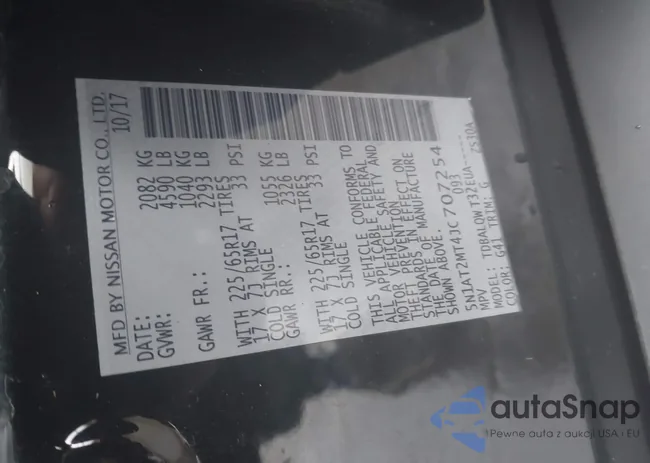 MFD BY NISSAN MOTOR CO., LTD.
DATE: 10/17
GVWR: 2082 KG
4590 LB
GAWR FR.: 1040 KG
2293 LB
WITH 225/65R17 TIRES
17 X 7J RIMS AT 33 PSI
COLD SINGLE
GAWR RR.: 1055 KG
2326 LB
WITH 225/65R17 TIRES
17 X 7J RIMS AT 33 PSI
COLD SINGLE
THIS VEHICLE CONFORMS TO
ALL APPLICABLE FEDERAL
MOTOR VEHICLE SAFETY AND
THEFT PREVENTION
STANDARDS IN EFFECT ON
THE DATE OF MANUFACTURE
SHOWN ABOVE.
5N1AT2MT4JC707254
MPV 093
MODEL: TDBALOW T32EUA-----
COLOR: G41 TRIM: G 2530A
autaSnap
Pewne auta z aukcji USA i EU